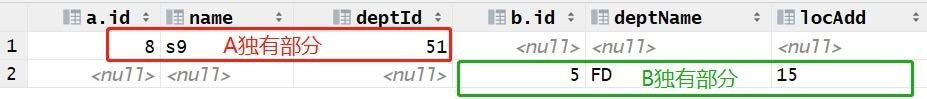 a.id name deptId b.id deptName locAdd
1 8 s9 A独有部分 51 <null> <null> <null>
2 <null> <null> <null> 5 FD B独有部分 15